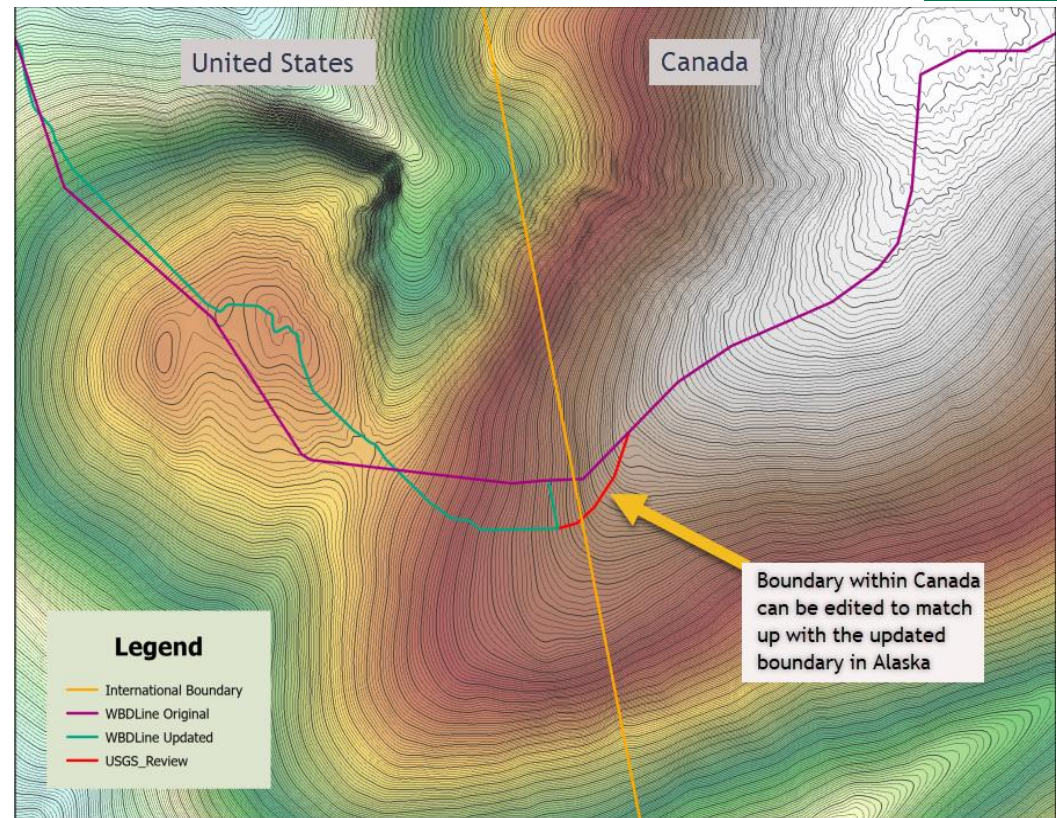 United States
Canada
Boundary within Canada
can be edited to match
up with the updated
boundary in Alaska
Legend
International Boundary
WBDLine Original
WBDLine Updated
USGS_Review